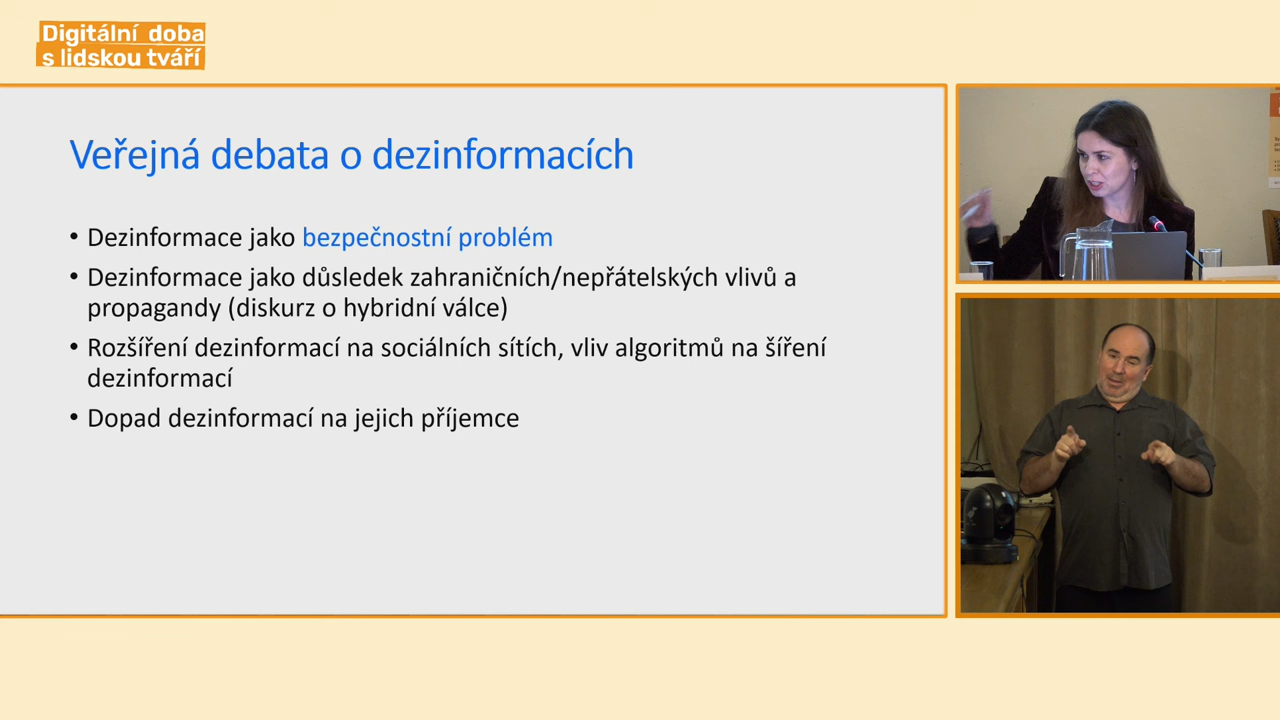 Digitální doba
s lidskou tváří
Veřejná debata o dezinformacích
• Dezinformace jako bezpečnostní problém
• Dezinformace jako důsledek zahraničních/nepřátelských vlivů a
propagandy (diskurz o hybridní válce)
• Rozšíření dezinformací na sociálních sítích, vliv algoritmů na šíření
dezinformací
• Dopad dezinformací na jejich příjemce